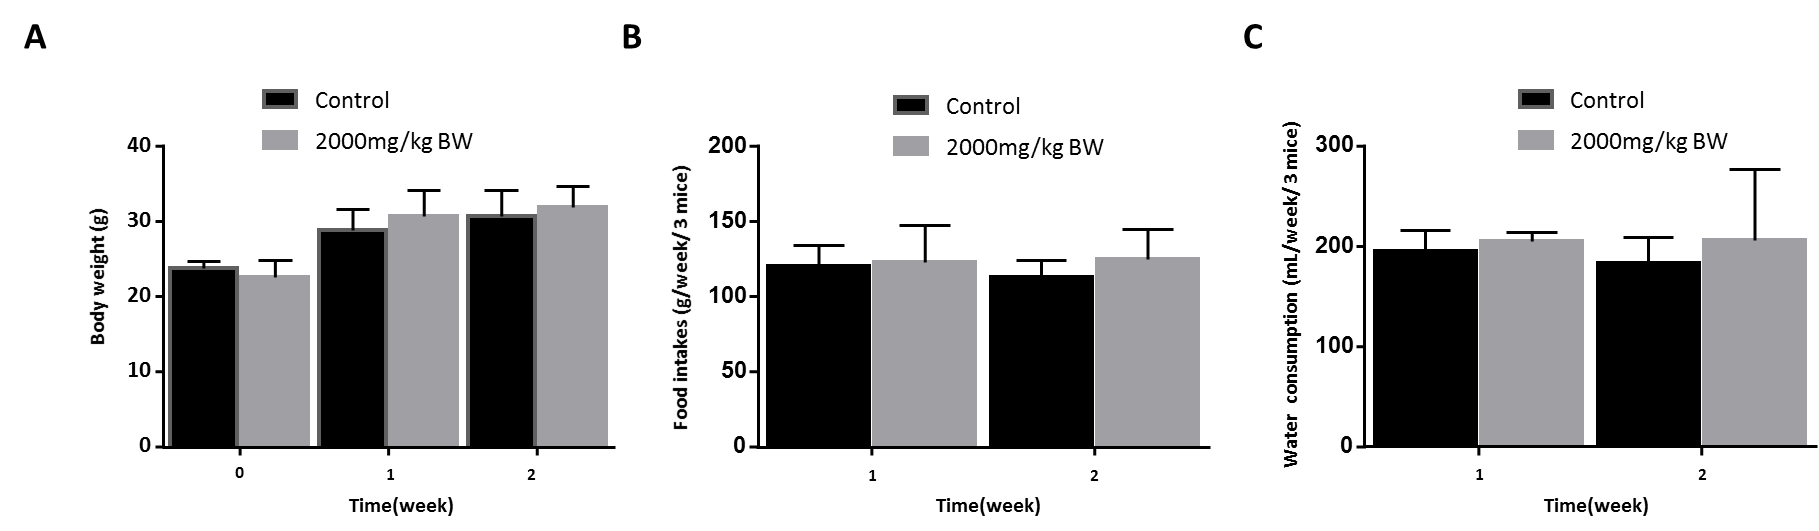 A
Control
2000mg/kg BW
Body weight (g)
40
30
20
10
0
0
1
2
Time(week)
B
Control
2000mg/kg BW
Food intakes (g/week/ 3 mice)
200
150
100
50
0
1
2
Time(week)
C
Control
2000mg/kg BW
Water consumption (mL/week/ 3 mice)
300
200
100
0
1
2
Time(week)